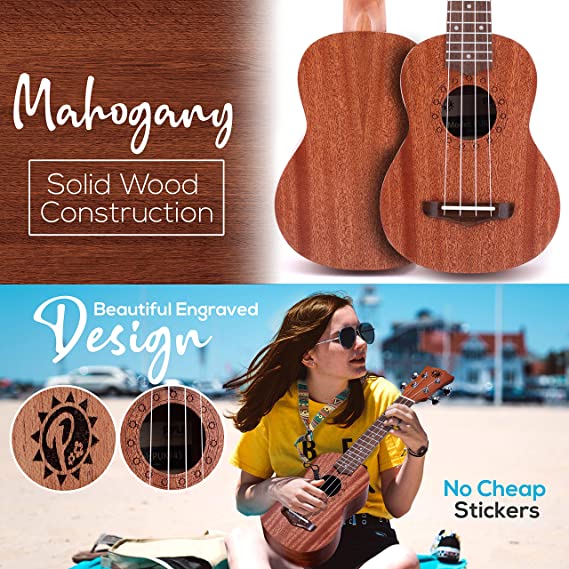 Mahogany
Solid Wood
Construction
Beautiful Engraved
Design
No Cheap
Stickers